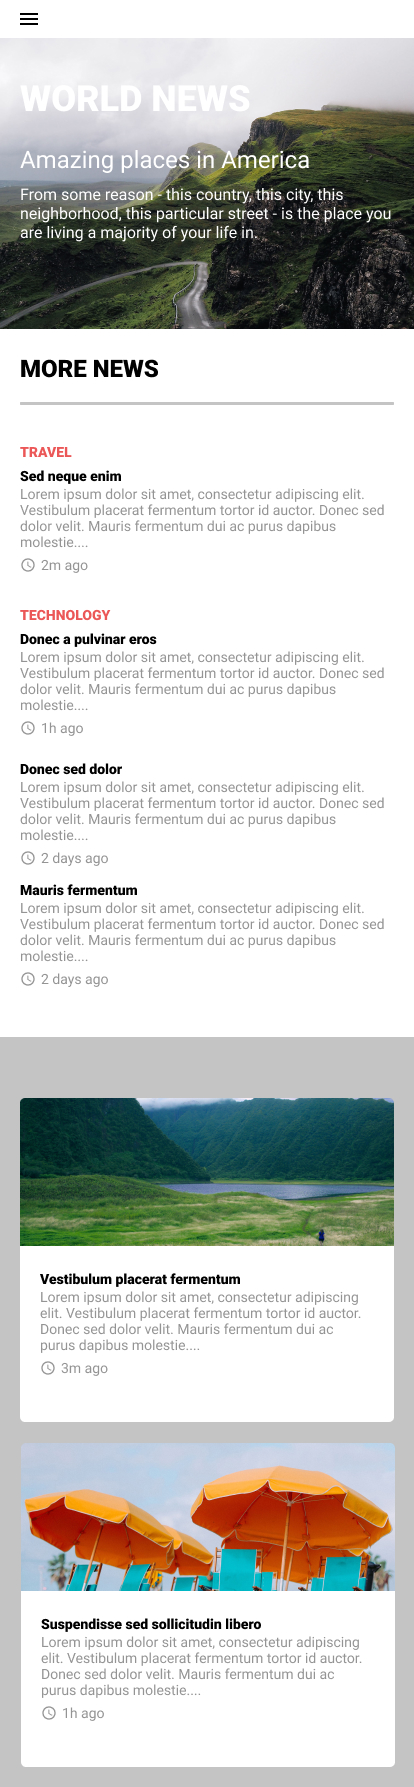 WORLD NEWS
Amazing places in America
From some reason - this country, this city, this
neighborhood, this particular street - is the place you
are living a majority of your life in.
MORE NEWS
TRAVEL
Sed neque enim
Lorem ipsum dolor sit amet, consectetur adipiscing elit.
Vestibulum placerat fermentum tortor id auctor. Donec sed
dolor velit. Mauris fermentum dui ac purus dapibus
molestie....
2m ago
TECHNOLOGY
Donec a pulvinar eros
Lorem ipsum dolor sit amet, consectetur adipiscing elit.
Vestibulum placerat fermentum tortor id auctor. Donec sed
dolor velit. Mauris fermentum dui ac purus dapibus
molestie....
1h ago
Donec sed dolor
Lorem ipsum dolor sit amet, consectetur adipiscing elit.
Vestibulum placerat fermentum tortor id auctor. Donec sed
dolor velit. Mauris fermentum dui ac purus dapibus
molestie....
2 days ago
Mauris fermentum
Lorem ipsum dolor sit amet, consectetur adipiscing elit.
Vestibulum placerat fermentum tortor id auctor. Donec sed
dolor velit. Mauris fermentum dui ac purus dapibus
molestie....
2 days ago
Vestibulum placerat fermentum
Lorem ipsum dolor sit amet, consectetur adipiscing
elit. Vestibulum placerat fermentum tortor id auctor.
Donec sed dolor velit. Mauris fermentum dui ac
purus dapibus molestie....
3m ago
Suspendisse sed sollicitudin libero
Lorem ipsum dolor sit amet, consectetur adipiscing
elit. Vestibulum placerat fermentum tortor id auctor.
Donec sed dolor velit. Mauris fermentum dui ac
purus dapibus molestie....
1h ago